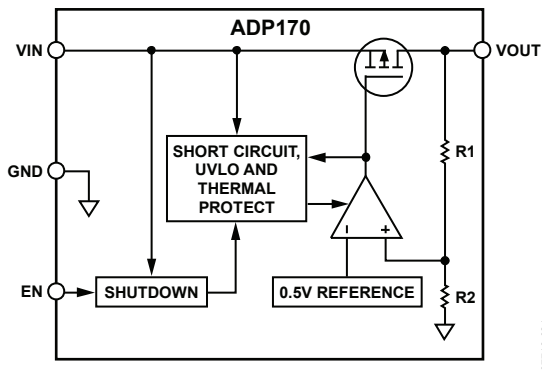 ADP170
VIN
VOUT
SHORT CIRCUIT,
UVLO AND
THERMAL
PROTECT
R1
GND
– +
EN
SHUTDOWN
0.5V REFERENCE
R2